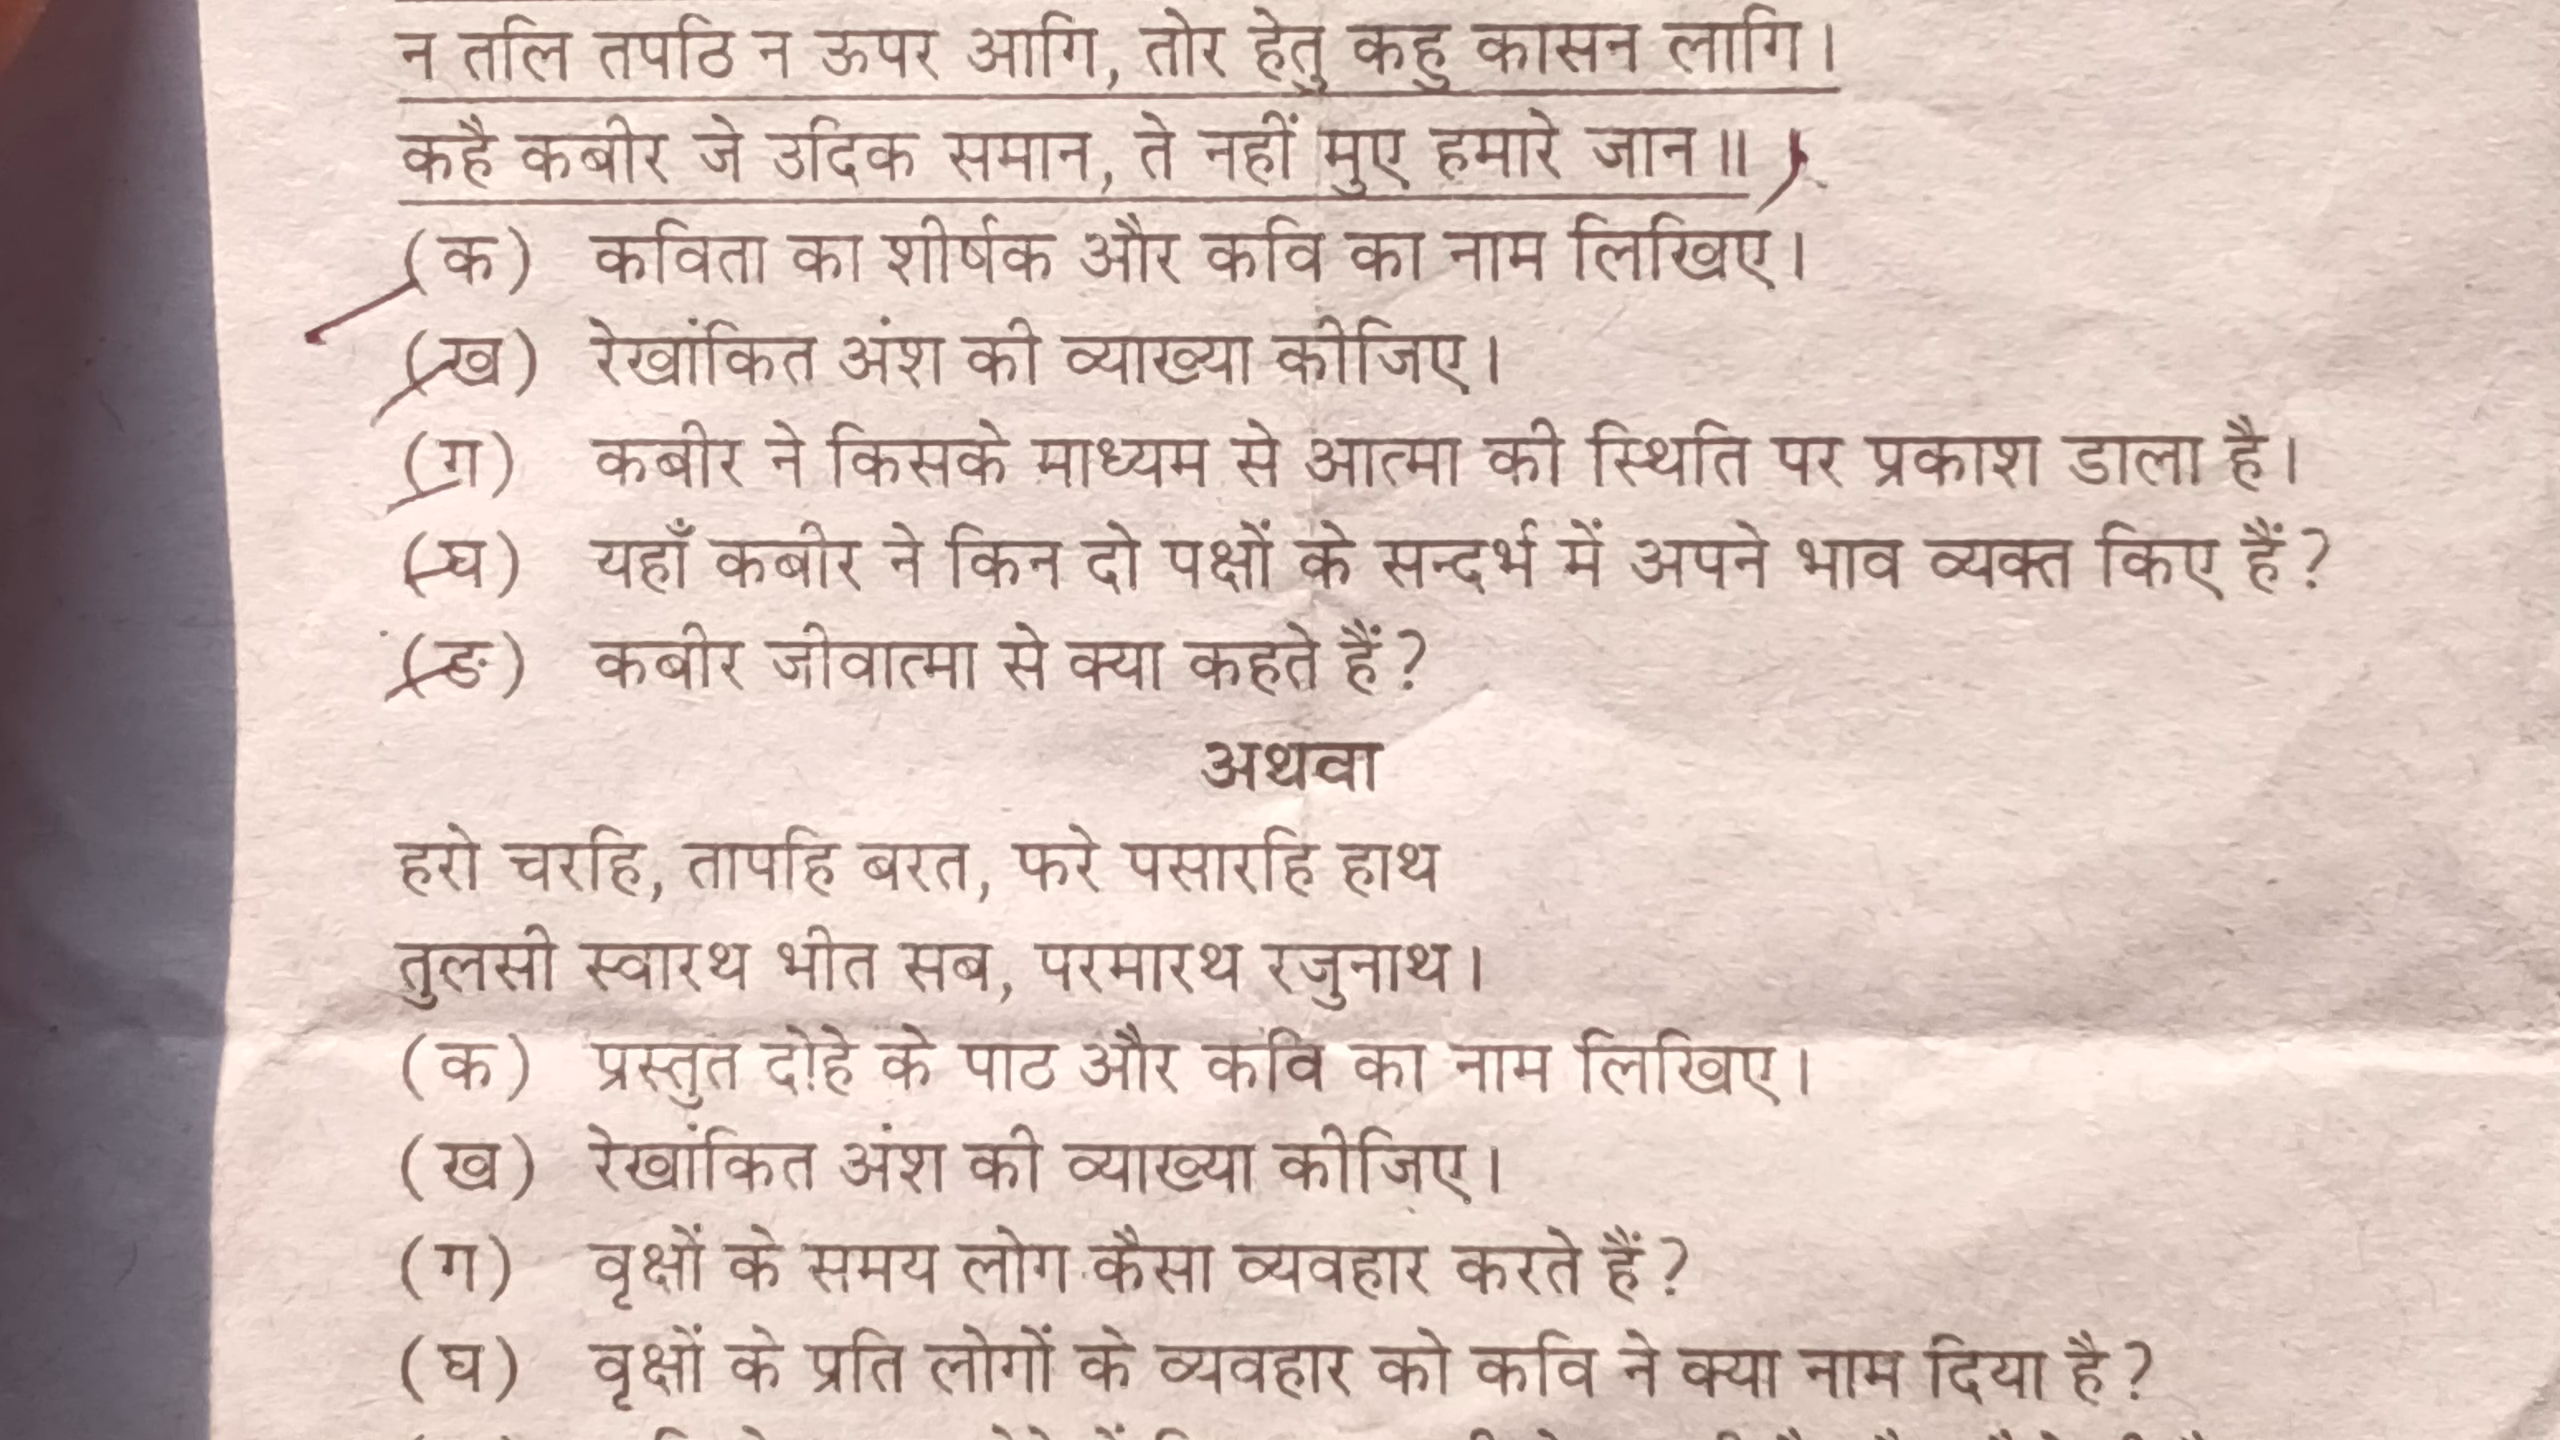 न तलि तपठि न ऊपर आगि, तोर हेतु कहु कासन लागि।
कहै कबीर जे उदिक समान, ते नहीं मुए हमारे जान॥
(क) कविता का शीर्षक और कवि का नाम लिखिए।
(ख) रेखांकित अंश की व्याख्या कीजिए।
(ग) कबीर ने किसके माध्यम से आत्मा की स्थिति पर प्रकाश डाला है।
(घ) यहाँ कबीर ने किन दो पक्षों के सन्दर्भ में अपने भाव व्यक्त किए हैं?
(ङ) कबीर जीवात्मा से क्या कहते हैं?
अथवा
हरो चरहि, तापहि बरत, फरे पसारहि हाथ
तुलसी स्वारथ भीत सब, परमारथ रजुनाथ।
(क) प्रस्तुत दोहे के पाठ और कवि का नाम लिखिए।
(ख) रेखांकित अंश की व्याख्या कीजिए।
(ग) वृक्षों के समय लोग कैसा व्यवहार करते हैं?
(घ) वृक्षों के प्रति लोगों के व्यवहार को कवि ने क्या नाम दिया है?